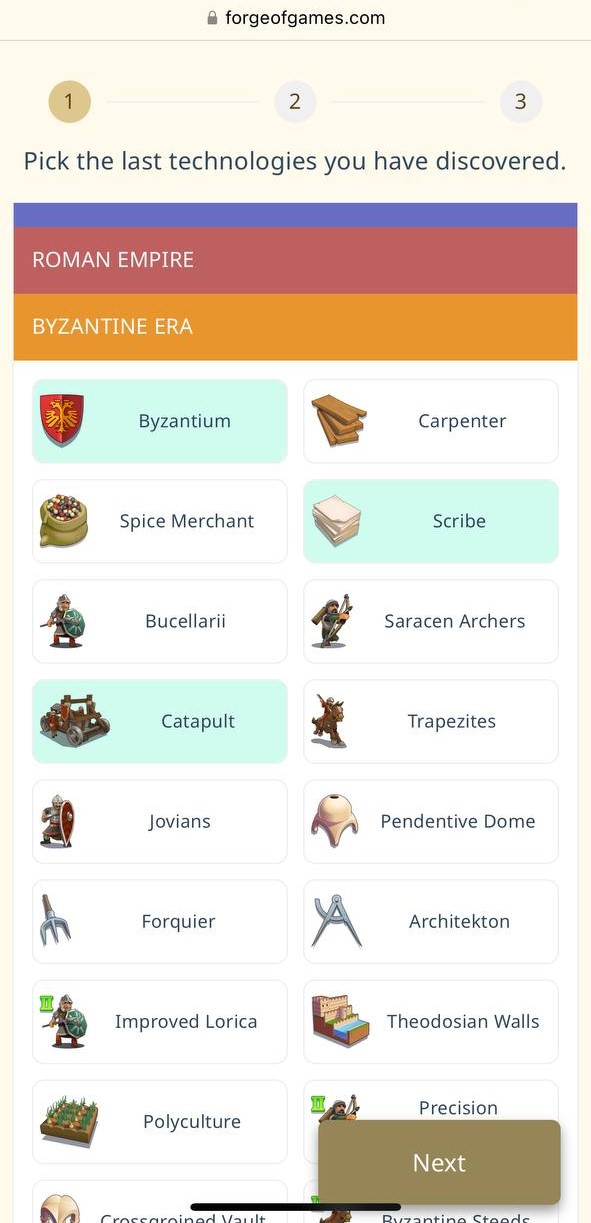 forgeofgames.com
1
2
3
Pick the last technologies you have discovered.
ROMAN EMPIRE
BYZANTINE ERA
Byzantium
Carpenter
Spice Merchant
Scribe
Bucellarii
Saracen Archers
Catapult
Trapezites
Jovians
Pendentive Dome
Forquier
Architekton
II
Improved Lorica
Theodosian Walls
Polyculture
II
Precision
Next
Crossgroined Vault
Byzantine Steeds